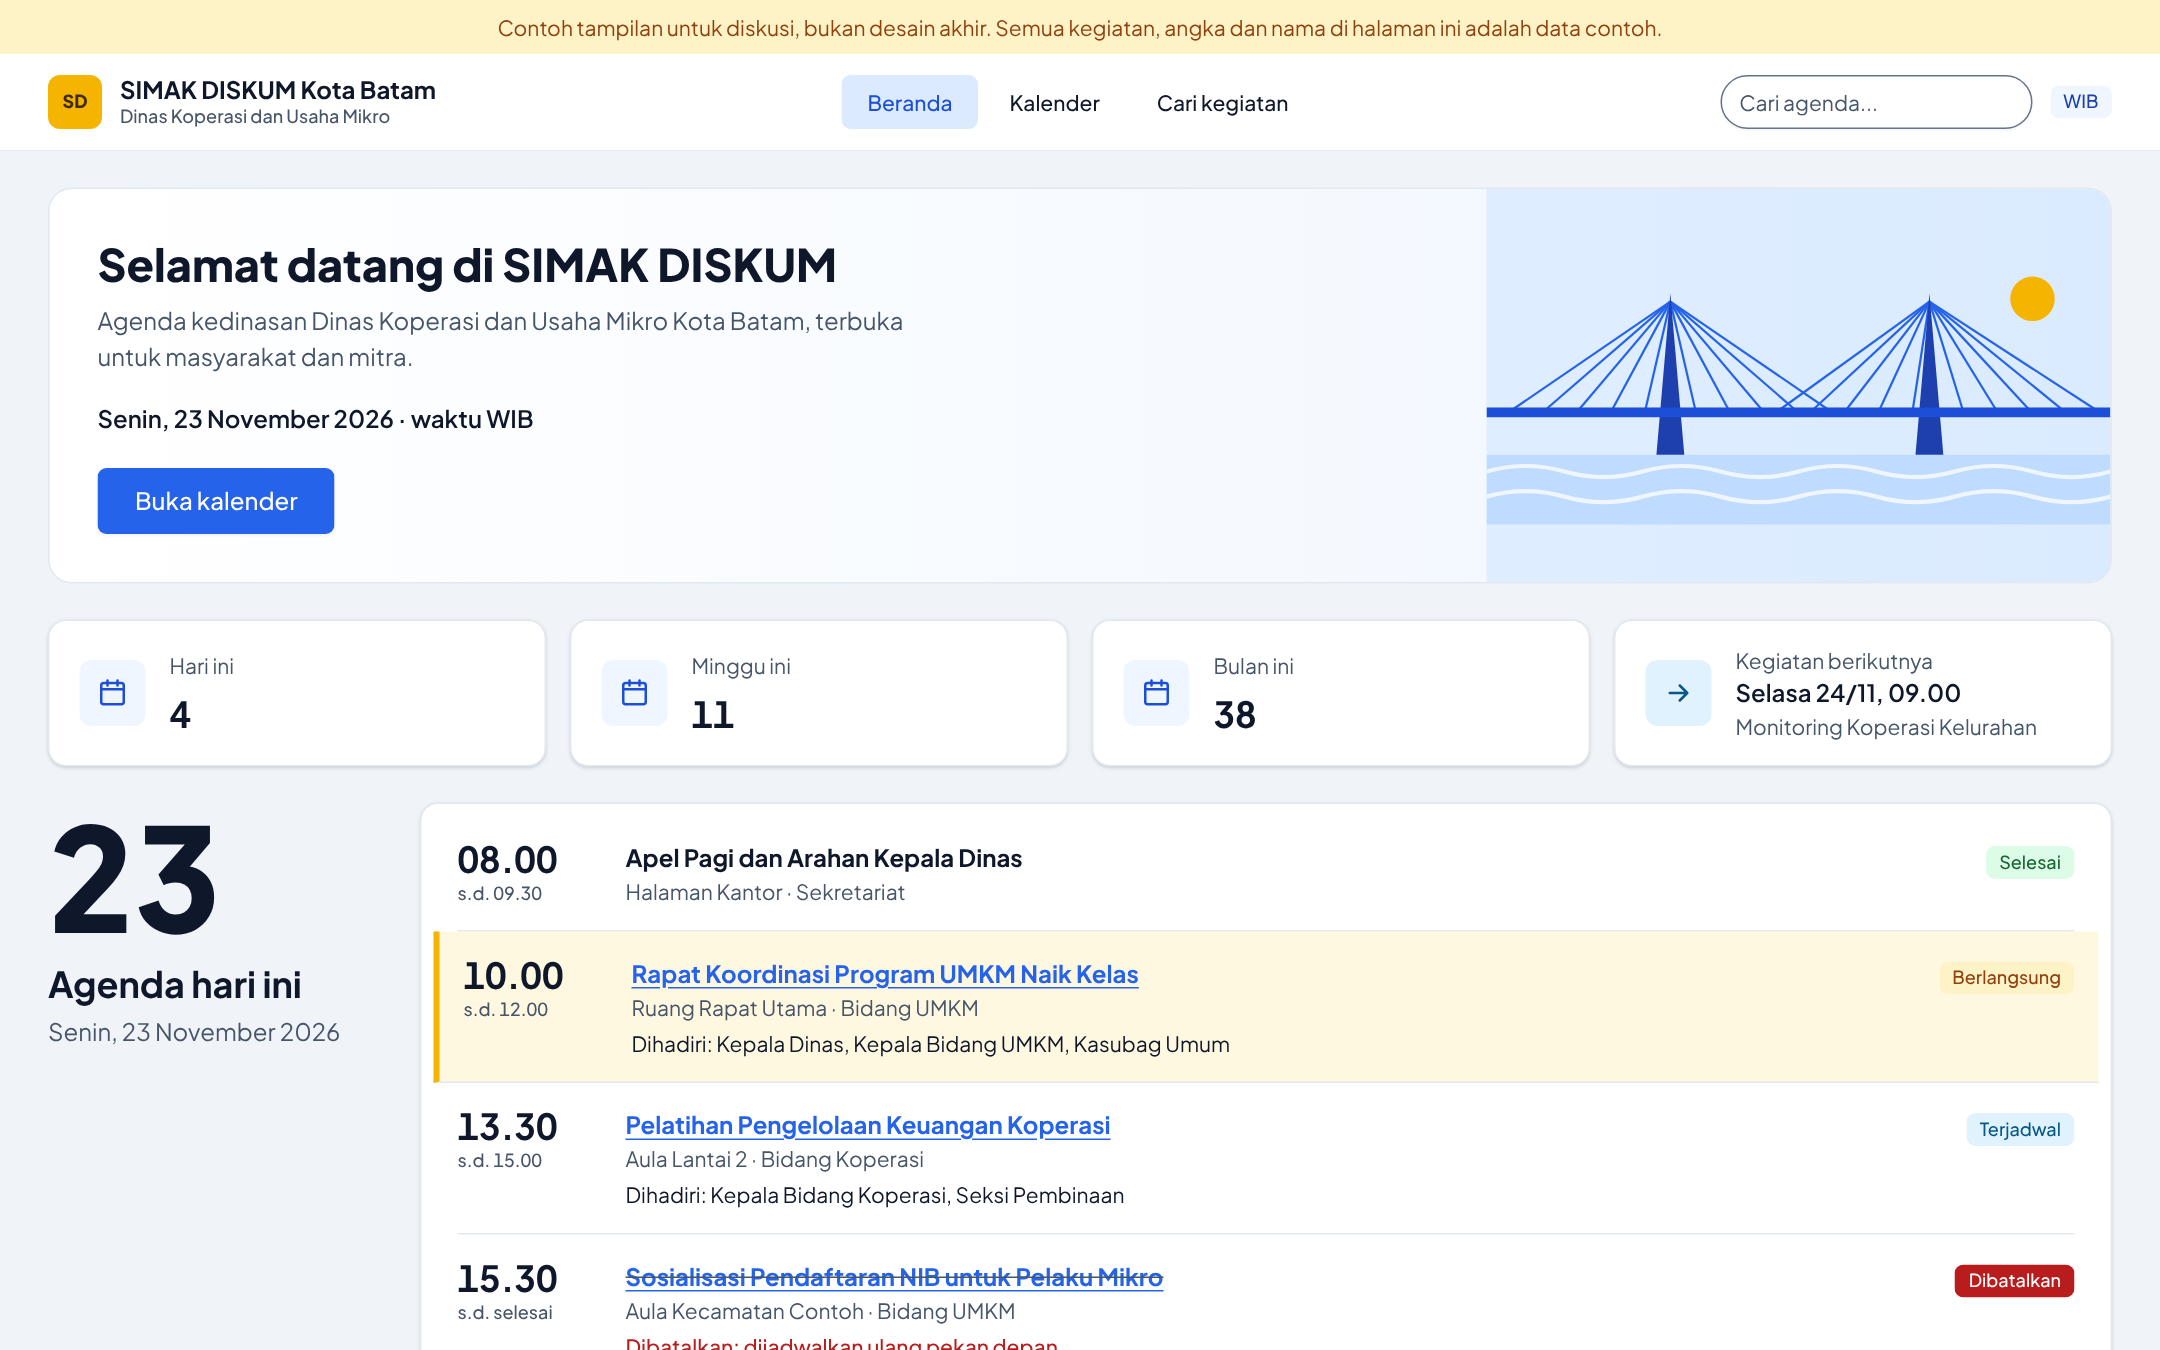 Contoh tampilan untuk diskusi, bukan desain akhir. Semua kegiatan, angka dan nama di halaman ini adalah data contoh.
SD
SIMAK DISKUM Kota Batam
Dinas Koperasi dan Usaha Mikro
Beranda
Kalender
Cari kegiatan
Cari agenda...
WIB
Selamat datang di SIMAK DISKUM
Agenda kedinasan Dinas Koperasi dan Usaha Mikro Kota Batam, terbuka
untuk masyarakat dan mitra.
Senin, 23 November 2026 · waktu WIB
Buka kalender
Hari ini
4
Minggu ini
11
Bulan ini
38
Kegiatan berikutnya
Selasa 24/11, 09.00
Monitoring Koperasi Kelurahan
23
Agenda hari ini
Senin, 23 November 2026
08.00
s.d. 09.30
Apel Pagi dan Arahan Kepala Dinas
Halaman Kantor · Sekretariat
Selesai
10.00
s.d. 12.00
Rapat Koordinasi Program UMKM Naik Kelas
Ruang Rapat Utama · Bidang UMKM
Dihadiri: Kepala Dinas, Kepala Bidang UMKM, Kasubag Umum
Berlangsung
13.30
s.d. 15.00
Pelatihan Pengelolaan Keuangan Koperasi
Aula Lantai 2 · Bidang Koperasi
Dihadiri: Kepala Bidang Koperasi, Seksi Pembinaan
Terjadwal
15.30
s.d. selesai
Sosialisasi Pendaftaran NIB untuk Pelaku Mikro
Aula Kecamatan Contoh · Bidang UMKM
Dibatalkan: dijadwalkan ulang pekan depan
Dibatalkan